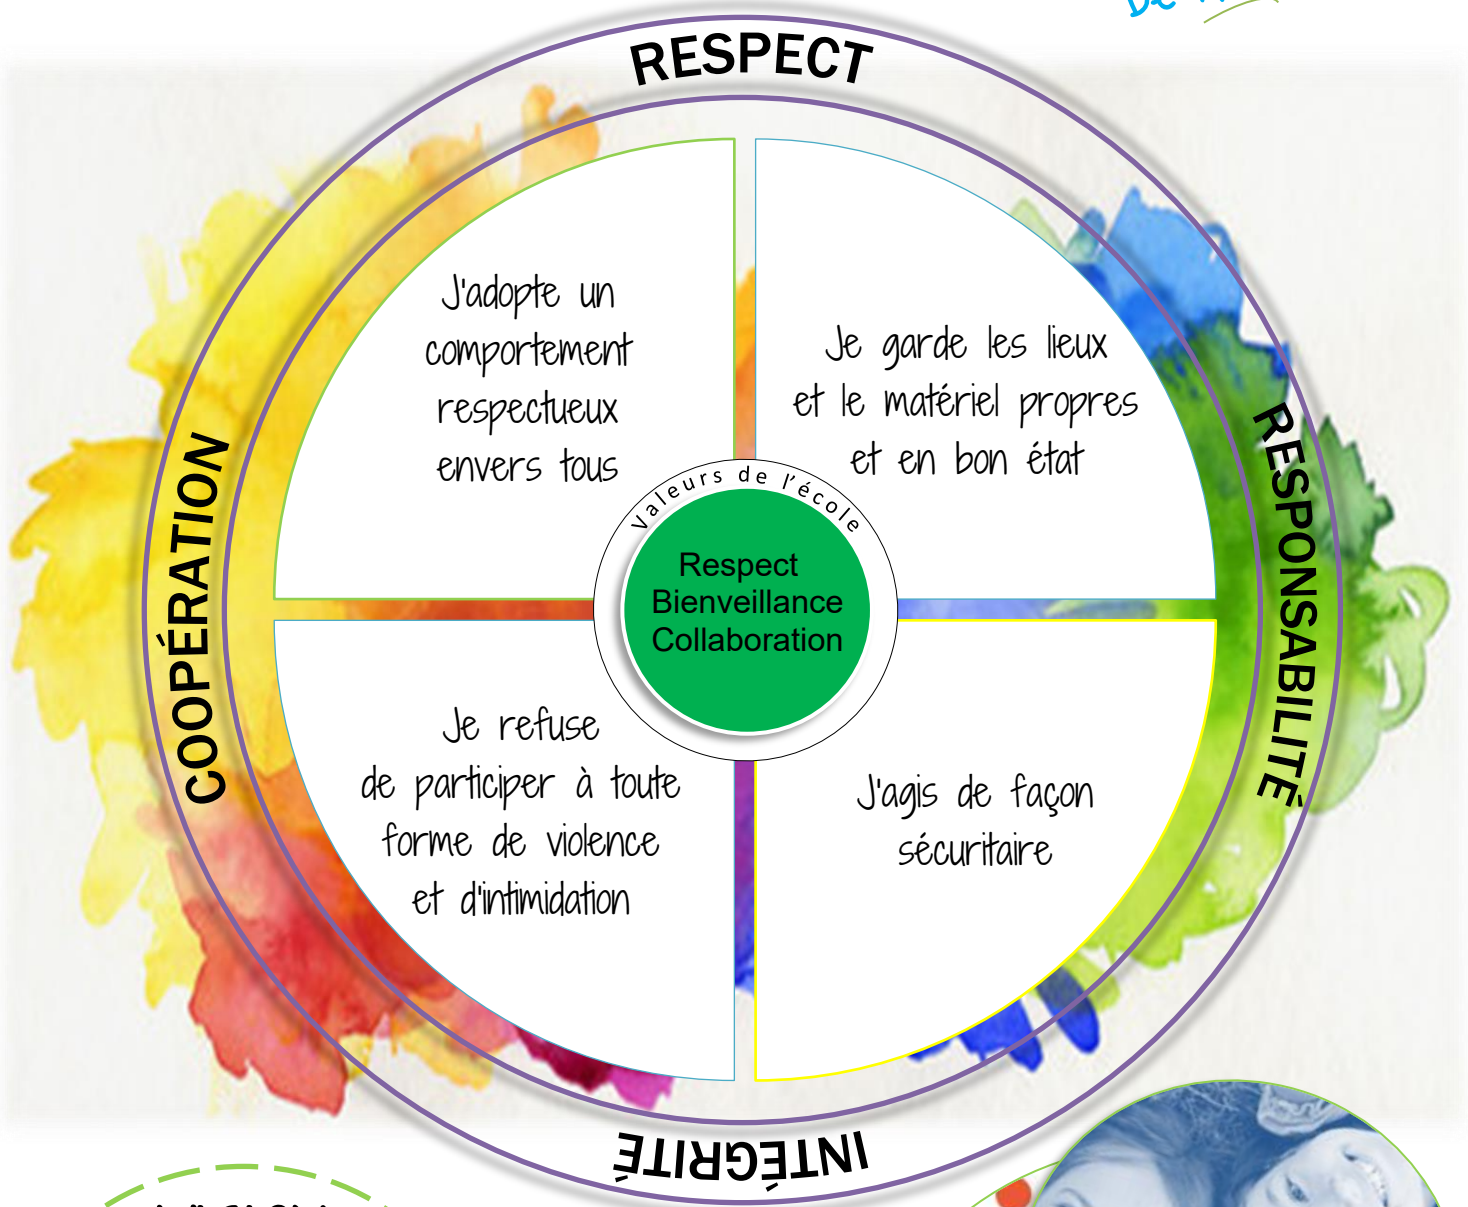 RESPECT
J'adopte un
comportement
respectueux
envers tous
Je garde les lieux
et le matériel propres
et en bon état
COOPÉRATION
RESPONSABILITÉ
Valeurs de l'école
Respect
Bienveillance
Collaboration
Je refuse
de participer à toute
forme de violence
et d'intimidation
J'agis de façon
sécuritaire
INTÉGRITÉ